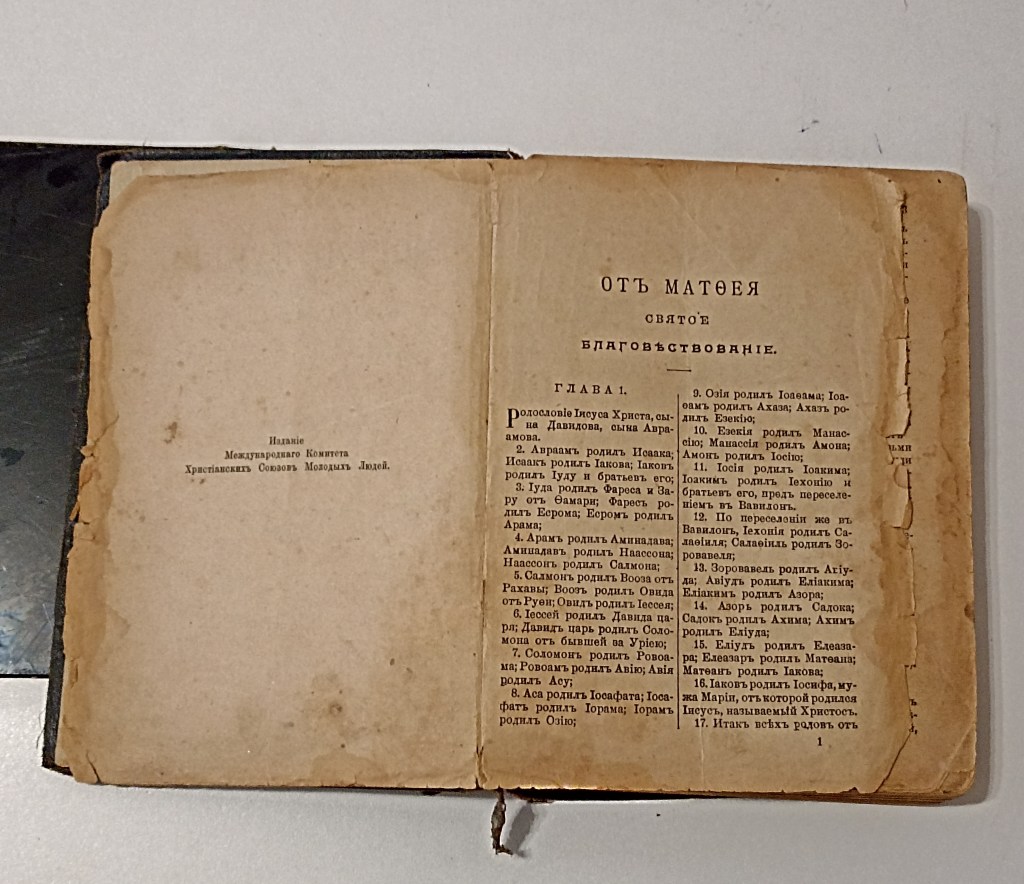 Изданіе
Международнаго Комитета
Христіанскихъ Союзовъ Молодыхъ Людей.
ОТЪ МАТѲЕЯ
СВЯТОЕ
БЛАГОВѢСТВОВАНІЕ.
ГЛАВА 1.
Родословіе Іисуса Христа, сы-
на Давидова, сына Авра-
амова.
2. Авраамъ родилъ Исаака;
Исаакъ родилъ Іакова; Іаковъ
родилъ Іуду и братьевъ его;
3. Іуда родилъ Фареса и За-
ру отъ Ѳамари; Фаресъ ро-
дилъ Есрома; Есромъ родилъ
Арама;
4. Арамъ родилъ Аминадава;
Аминадавъ родилъ Наассона;
Наассонъ родилъ Салмона;
5. Салмонъ родилъ Вооза отъ
Рахавы; Воозъ родилъ Овида
отъ Руѳи; Овидъ родилъ Іессея;
6. Іессей родилъ Давида ца-
ря; Давидъ царь родилъ Соло-
мона отъ бывшей за Уріею;
7. Соломонъ родилъ Ровоа-
ма; Ровоамъ родилъ Авію; Авія
родилъ Асу;
8. Аса родилъ Іосафата; Іоса-
фатъ родилъ Іорама; Іорамъ
родилъ Озію;
9. Озія родилъ Іоаѳама; Іоа-
ѳамъ родилъ Ахаза; Ахазъ ро-
дилъ Езекію;
10. Езекія родилъ Манас-
сію; Манассія родилъ Амона;
Амонъ родилъ Іосію;
11. Іосія родилъ Іоакима;
Іоакимъ родилъ Іехонію и
братьевъ его, предъ переселе-
ніемъ въ Вавилонъ.
12. По переселеніи же въ
Вавилонъ, Іехонія родилъ Са-
лаѳіиля; Салаѳіиль родилъ Зо-
ровавеля;
13. Зоровавель родилъ Авіу-
да; Авіудъ родилъ Еліакима;
Еліакимъ родилъ Азора;
14. Азоръ родилъ Садока;
Садокъ родилъ Ахима; Ахимъ
родилъ Еліуда;
15. Еліудъ родилъ Елеаза-
ра; Елеазаръ родилъ Матѳана;
Матѳанъ родилъ Іакова;
16. Іаковъ родилъ Іосифа, му-
жа Маріи, отъ которой родился
Іисусъ, называемый Христосъ.
17. Итакъ всѣхъ родовъ отъ
1